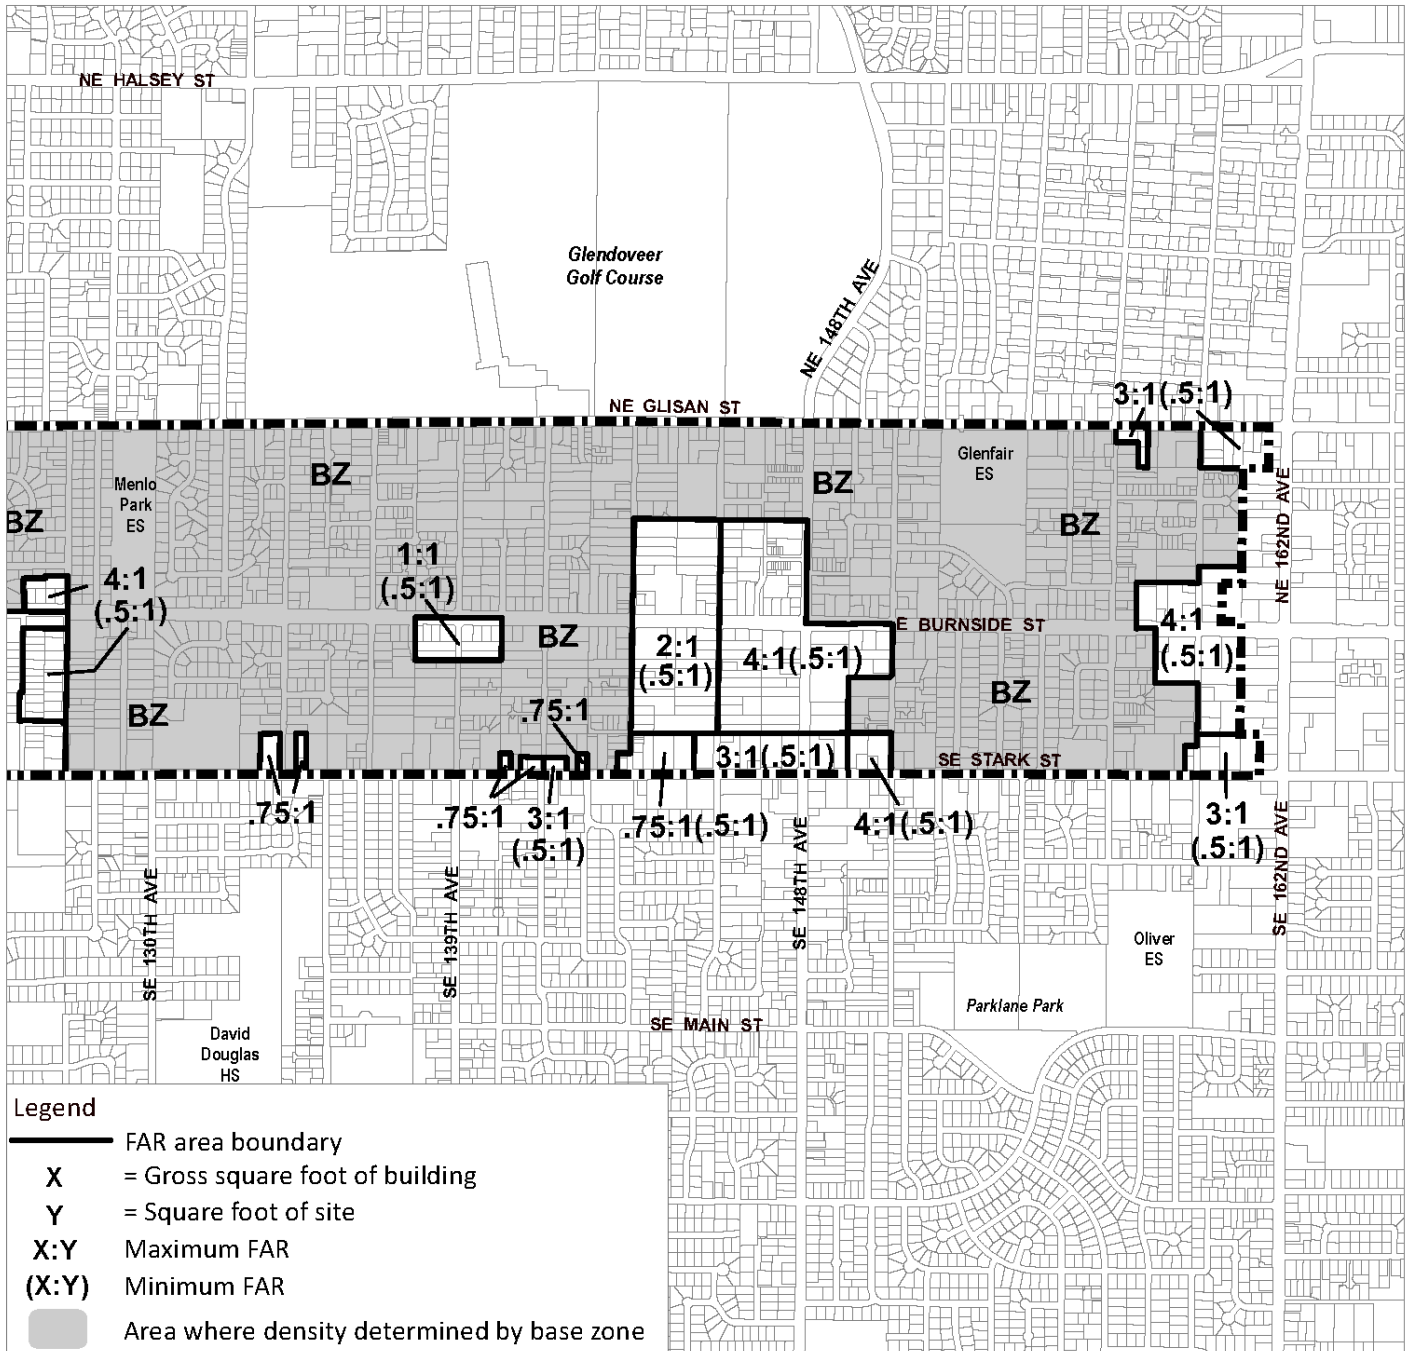 NE HALSEY ST
Glendoveer
Golf Course
NE 148TH AVE
NE GLISAN ST
3:1(.5:1)
Menlo
Park
ES
BZ
BZ
Glenfair
ES
BZ
BZ
NE 162ND AVE
4:1
(.5:1)
1:1
(.5:1)
BZ
E BURNSIDE ST
2:1
(.5:1)
4:1(.5:1)
4:1
(.5:1)
BZ
BZ
.75:1
3:1(.5:1)
SE STARK ST
.75:1
.75:1
3:1
(.5:1)
.75:1(.5:1)
4:1(.5:1)
3:1
(.5:1)
SE 130TH AVE
SE 139TH AVE
SE 148TH AVE
SE 162ND AVE
Oliver
ES
Parklane Park
SE MAIN ST
David
Douglas
HS
Legend
FAR area boundary
X = Gross square foot of building
Y = Square foot of site
X:Y Maximum FAR
(X:Y) Minimum FAR
Area where density determined by base zone